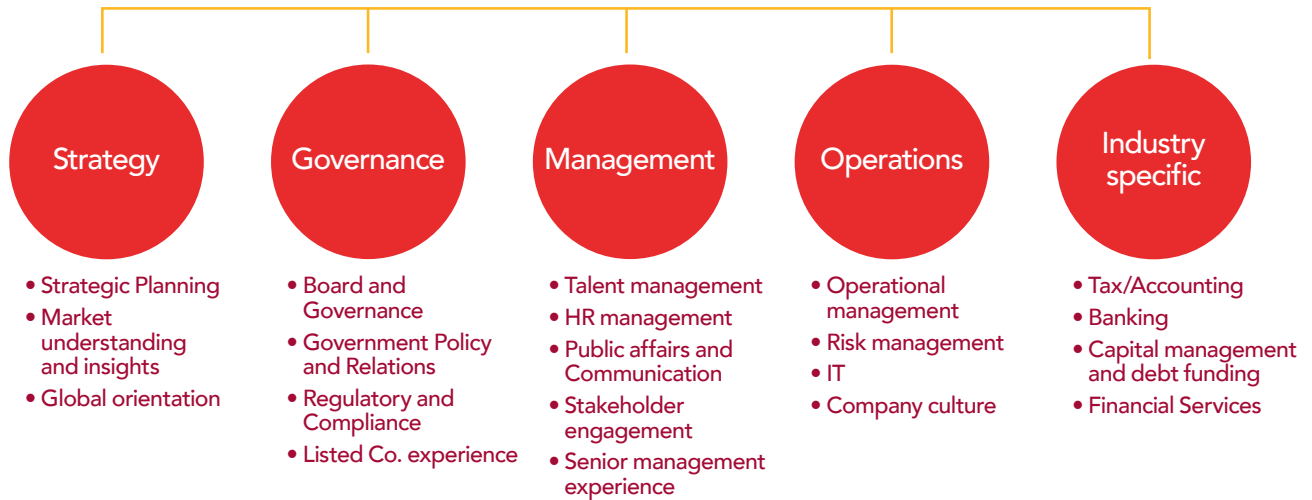 Strategy
• Strategic Planning
• Market
understanding
and insights
• Global orientation
Governance
• Board and
Governance
• Government Policy
and Relations
• Regulatory and
Compliance
• Listed Co. experience
Management
• Talent management
• HR management
• Public affairs and
Communication
• Stakeholder
engagement
• Senior management
experience
Operations
• Operational
management
• Risk management
• IT
• Company culture
Industry
specific
• Tax/Accounting
• Banking
• Capital management
and debt funding
• Financial Services